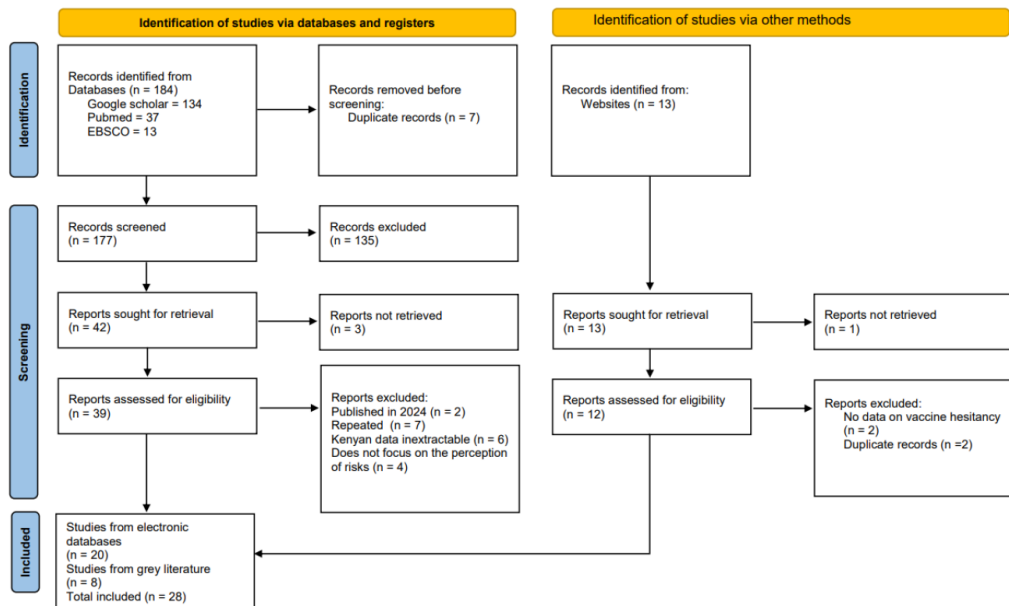 Identification of studies via databases and registers
Identification of studies via other methods
Identification
Records identified from
Databases (n = 184)
Google scholar = 134
Pubmed = 37
EBSCO = 13
Records removed before
screening:
Duplicate records (n = 7)
Records identified from:
Websites (n = 13)
Screening
Records screened
(n = 177)
Records excluded
(n = 135)
Reports sought for retrieval
(n = 42)
Reports not retrieved
(n = 3)
Reports sought for retrieval
(n = 13)
Reports not retrieved
(n = 1)
Reports assessed for eligibility
(n = 39)
Reports excluded:
Published in 2024 (n = 2)
Repeated (n = 7)
Kenyan data inextractable (n = 6)
Does not focus on the perception
of risks (n = 4)
Reports assessed for eligibility
(n = 12)
Reports excluded:
No data on vaccine hesitancy
(n = 2)
Duplicate records (n =2)
Included
Studies from electronic
databases
(n = 20)
Studies from grey literature
(n = 8)
Total included (n = 28)